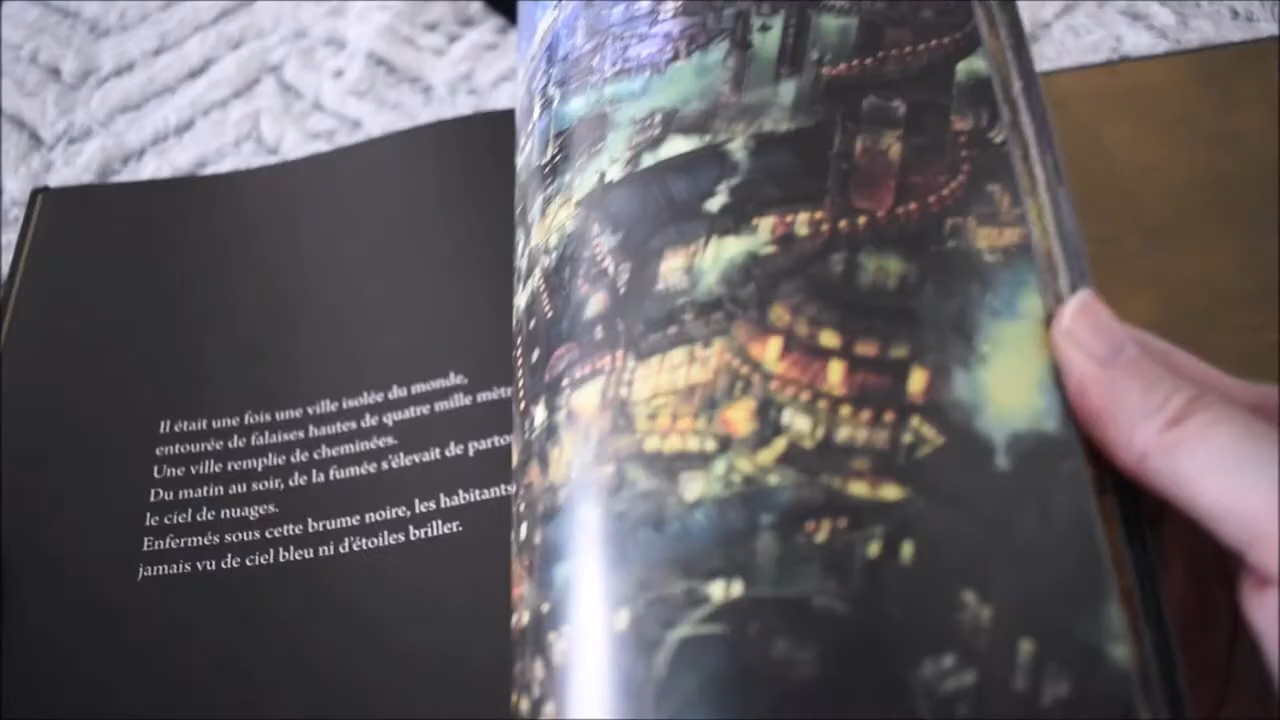 Il était une fois une ville isolée du monde,
entourée de falaises hautes de quatre mille
Une ville remplie de cheminées.
Du matin au soir, de la fumée s'élevait de
le ciel de nuages.
Enfermés sous cette brume noire, les habitants
jamais vu de ciel bleu ni d'étoiles briller.